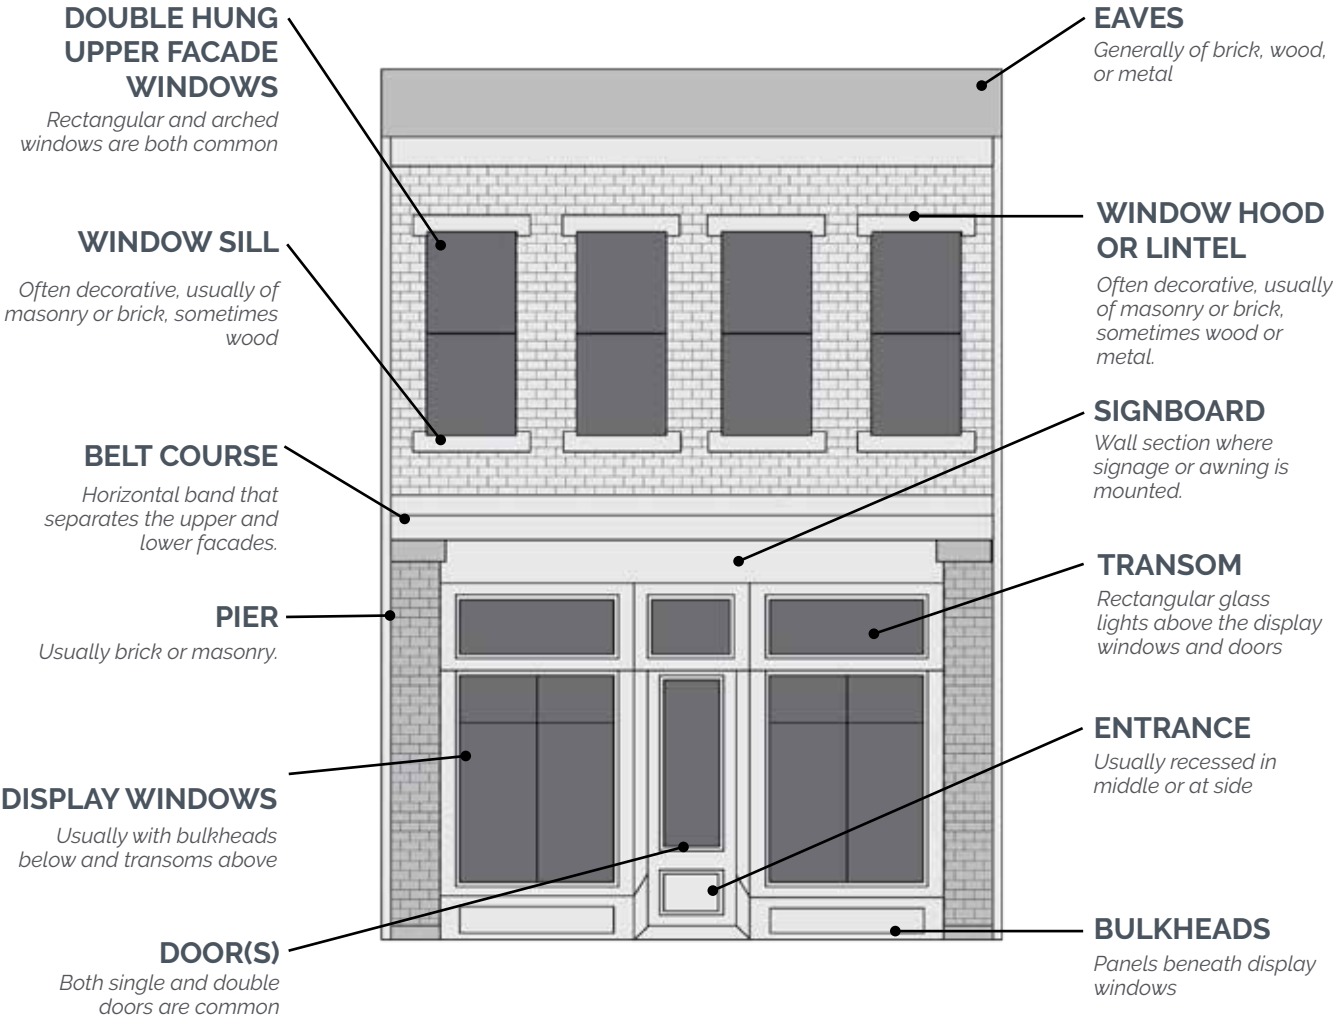 DOUBLE HUNG
UPPER FACADE
WINDOWS
Rectangular and arched
windows are both common
WINDOW SILL
Often decorative, usually of
masonry or brick, sometimes
wood
BELT COURSE
Horizontal band that
separates the upper and
lower facades.
PIER
Usually brick or masonry.
DISPLAY WINDOWS
Usually with bulkheads
below and transoms above
DOOR(S)
Both single and double
doors are common
EAVES
Generally of brick, wood,
or metal
WINDOW HOOD
OR LINTEL
Often decorative, usually
of masonry or brick,
sometimes wood or
metal.
SIGNBOARD
Wall section where
signage or awning is
mounted.
TRANSOM
Rectangular glass
lights above the display
windows and doors
ENTRANCE
Usually recessed in
middle or at side
BULKHEADS
Panels beneath display
windows